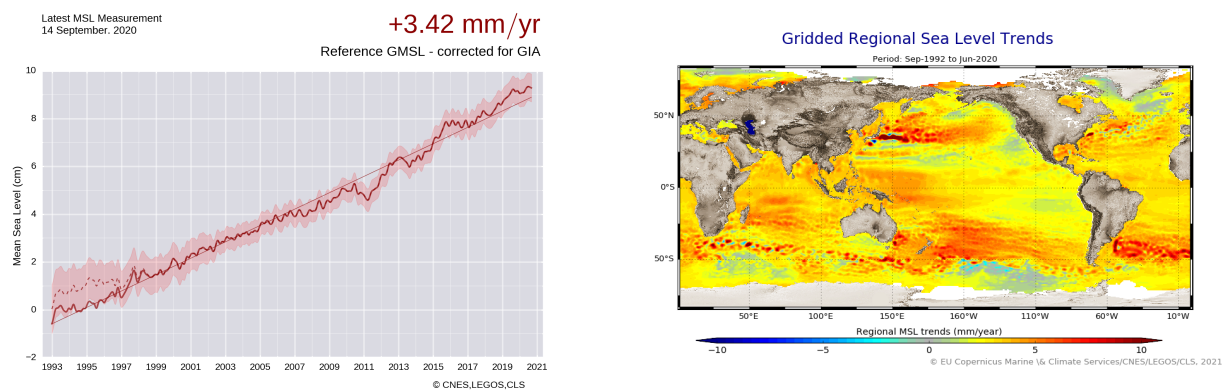 Latest MSL Measurement
14 September. 2020
+3.42 mm/yr
Reference GMSL - corrected for GIA
Mean Sea Level (cm)
10
8
6
4
2
0
−2
1993 1995 1997 1999 2001 2003 2005 2007 2009 2011 2013 2015 2017 2019 2021
© CNES,LEGOS,CLS
Gridded Regional Sea Level Trends
Period: Sep-1992 to Jun-2020
50°N
0°S
50°S
50°E 100°E 150°E 160°W 110°W 60°W 10°W
Regional MSL trends (mm/year)
−10 −5 0 5 10
© EU Copernicus Marine \& Climate Services/CNES/LEGOS/CLS, 2021